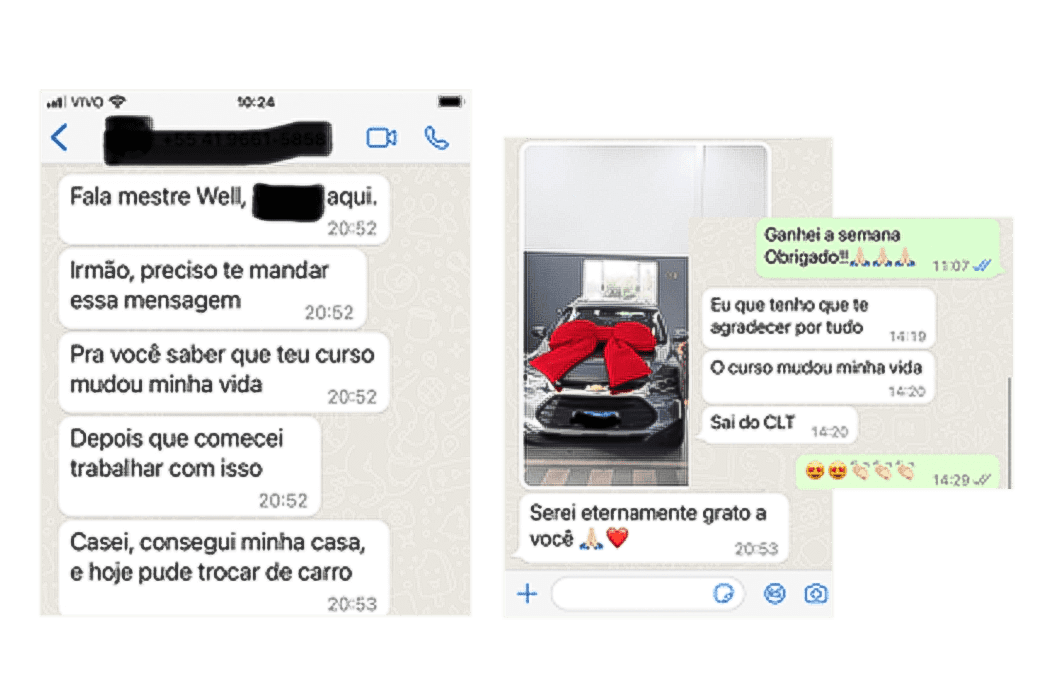 VIVO
10:24
Fala mestre Well, aqui.
20:52
Irmão, preciso te mandar
essa mensagem
20:52
Pra você saber que teu curso
mudou minha vida
20:52
Depois que comecei
trabalhar com isso
20:52
Casei, consegui minha casa,
e hoje pude trocar de carro
20:53
Serei eternamente grato a
você 🙏🏻❤️
20:53
Ganhei a semana
Obrigado!!🙏🏻🙏🏻🙏🏻
11:07
Eu que tenho que te
agradecer por tudo
14:19
O curso mudou minha vida
14:20
Sai do CLT
14:20
😍😍👏🏻👏🏻👏🏻
14:29